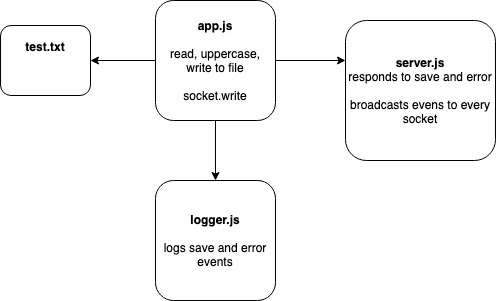 test.txt
app.js
read, uppercase,
write to file
socket.write
server.js
responds to save and error
broadcasts evens to every
socket
logger.js
logs save and error
events